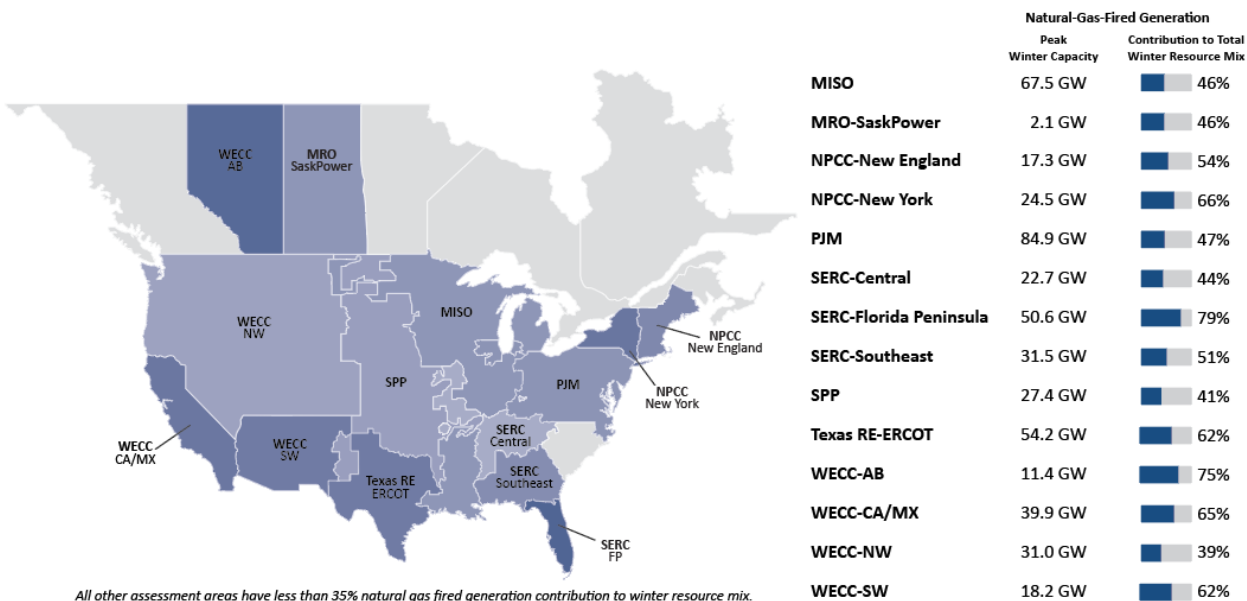 Natural-Gas-Fired Generation
Peak Winter Capacity
Contribution to Total Winter Resource Mix
MISO 67.5 GW 46%
MRO-SaskPower 2.1 GW 46%
NPCC-New England 17.3 GW 54%
NPCC-New York 24.5 GW 66%
PJM 84.9 GW 47%
SERC-Central 22.7 GW 44%
SERC-Florida Peninsula 50.6 GW 79%
SERC-Southeast 31.5 GW 51%
SPP 27.4 GW 41%
Texas RE-ERCOT 54.2 GW 62%
WECC-AB 11.4 GW 75%
WECC-CA/MX 39.9 GW 65%
WECC-NW 31.0 GW 39%
WECC-SW 18.2 GW 62%
WECC
AB
MRO
SaskPower
WECC
NW
MISO
NPCC
New England
SPP
PJM
NPCC
New York
WECC
CA/MX
WECC
SW
SERC
Central
Texas RE
ERCOT
SERC
Southeast
SERC
FP
All other assessment areas have less than 35% natural gas fired generation contribution to winter resource mix.